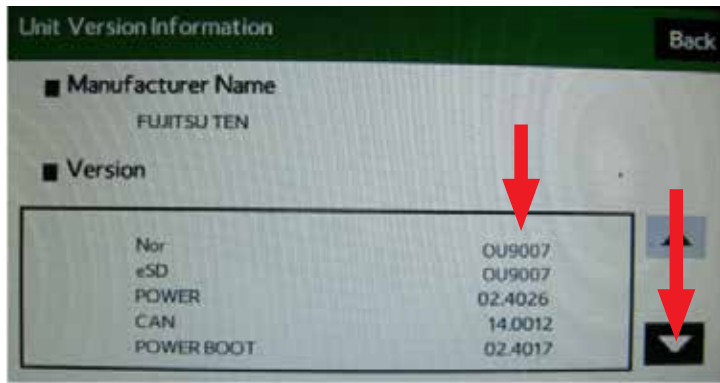 Unit Version Information
Back
Manufacturer Name
FUJITSU TEN
Version
Nor OU9007
eSD OU9007
POWER 02.4026
CAN 14.0012
POWER BOOT 02.4017